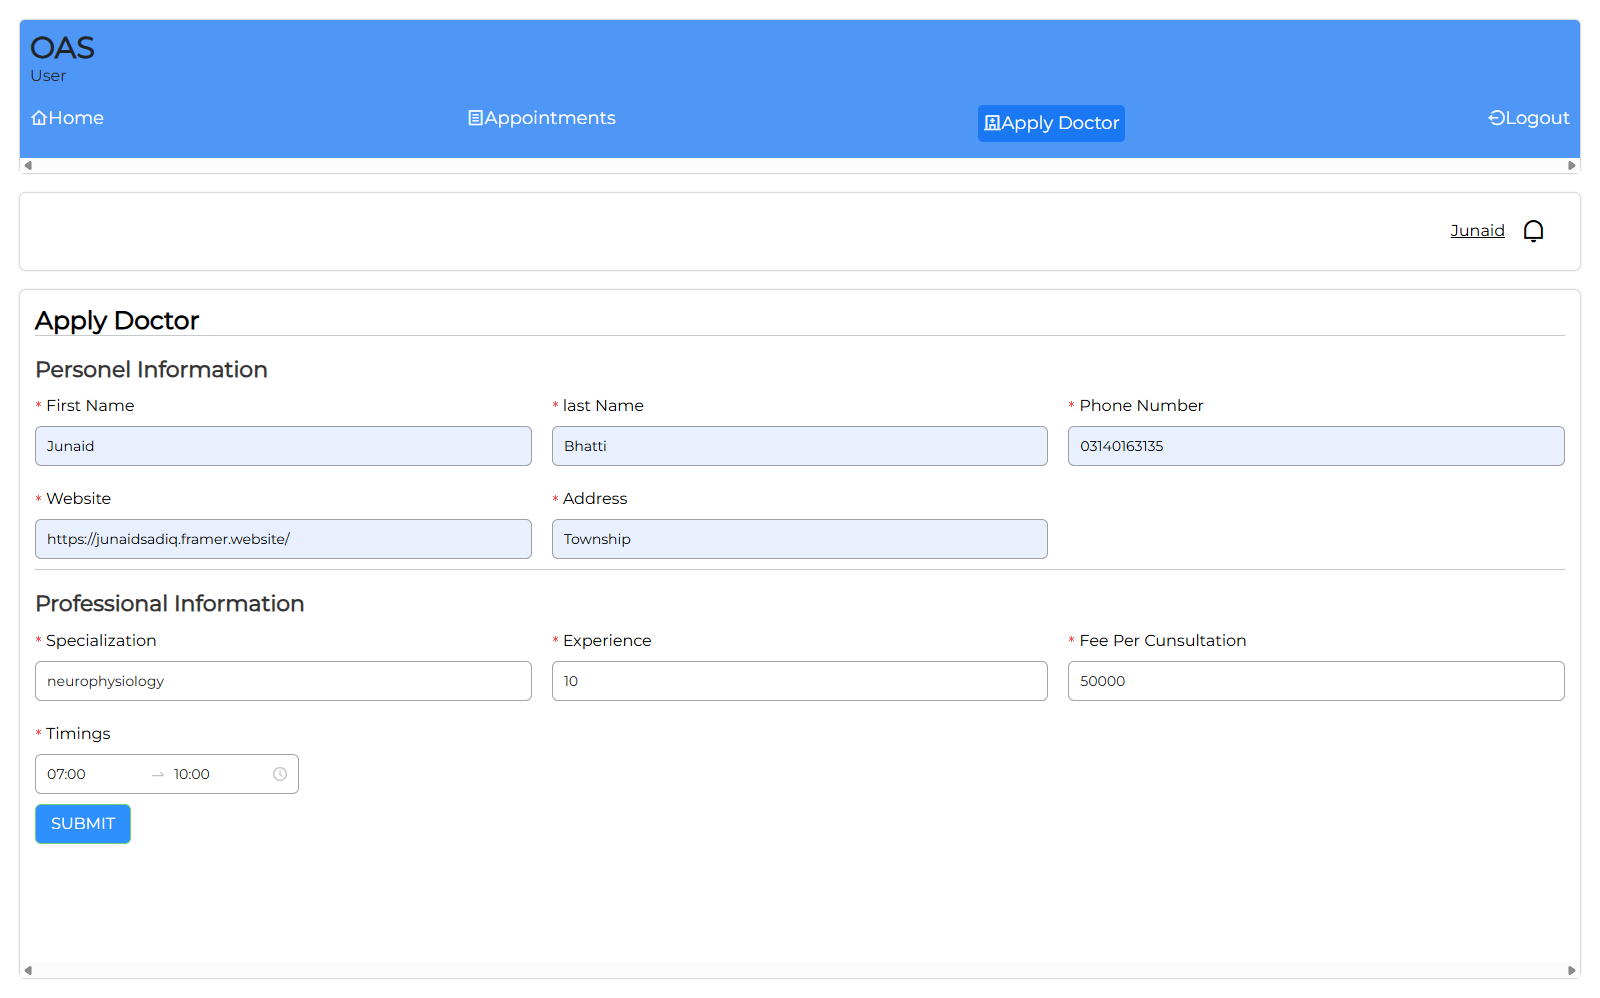 OAS
User
Home Appointments Apply Doctor Logout
Junaid
Apply Doctor
Personel Information
* First Name * last Name * Phone Number
Junaid Bhatti 03140163135
* Website * Address
https://junaidsadiq.framer.website/ Township
Professional Information
* Specialization * Experience * Fee Per Cunsultation
neurophysiology 10 50000
* Timings
07:00 → 10:00
SUBMIT